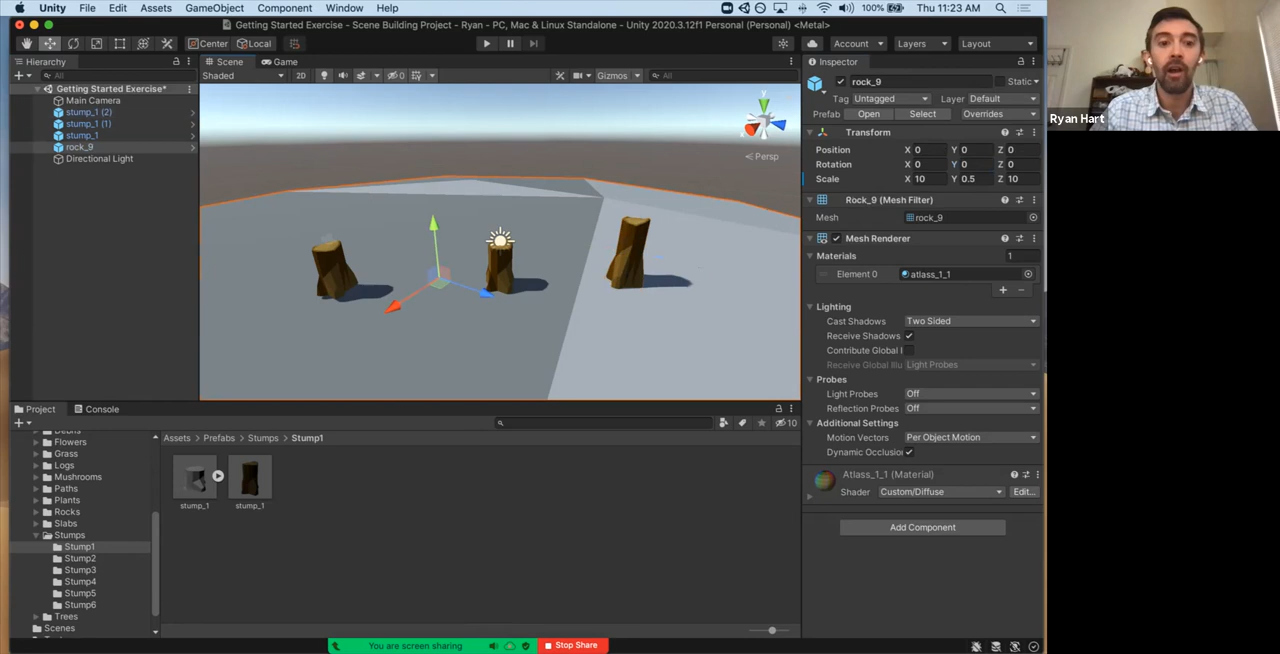 Unity File Edit Assets GameObject Component Window Help
100% Thu 11:23 AM
Getting Started Exercise - Scene Building Project - Ryan - PC, Mac & Linux Standalone - Unity 2020.3.12f1 Personal (Personal) <Metal>
Center Local
Account Layers Layout
Hierarchy
All
Getting Started Exercise*
Main Camera
stump_1 (2)
stump_1 (1)
stump_1
rock_9
Directional Light
Scene Game
Shaded 2D 0 Gizmos All
y
Persp
Inspector
rock_9 Static
Tag Untagged Layer Default
Prefab Open Select Overrides
Transform
Position X 0 Y 0 Z 0
Rotation X 0 Y 0 Z 0
Scale X 10 Y 0.5 Z 10
Rock_9 (Mesh Filter)
Mesh rock_9
Mesh Renderer
Materials 1
Element 0 atlass_1_1
Lighting
Cast Shadows Two Sided
Receive Shadows
Contribute Global I
Receive Global Illu Light Probes
Probes
Light Probes Off
Reflection Probes Off
Additional Settings
Motion Vectors Per Object Motion
Dynamic Occlusion
Atlass_1_1 (Material)
Shader Custom/Diffuse Edit...
Add Component
Project Console
10
Debris
Flowers
Grass
Logs
Mushrooms
Paths
Plants
Rocks
Slabs
Stumps
Stump1
Stump2
Stump3
Stump4
Stump5
Stump6
Trees
Scenes
Assets Prefabs Stumps Stump1
stump_1 stump_1
You are screen sharing Stop Share
Ryan Hart